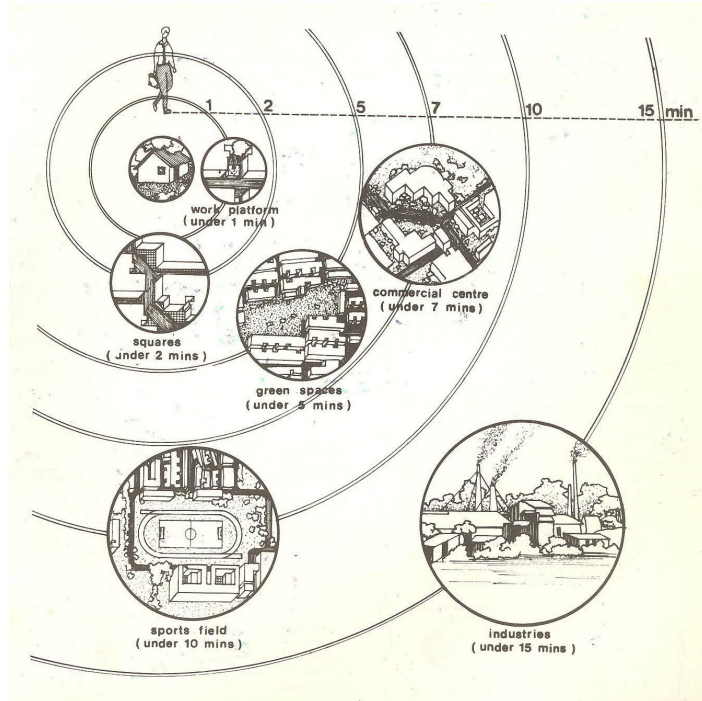 1 2 5 7 10 15 min
work platform
(under 1 min)
squares
(under 2 mins)
green spaces
(under 5 mins)
commercial centre
(under 7 mins)
sports field
(under 10 mins)
industries
(under 15 mins)